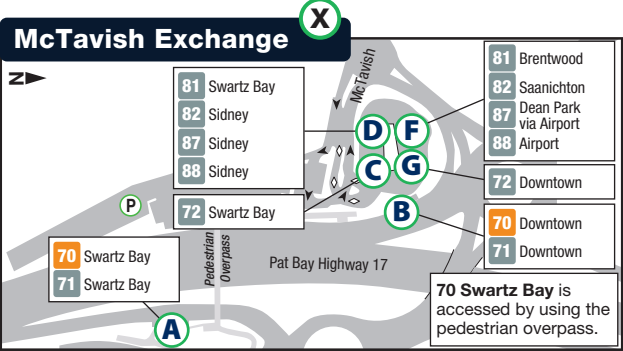 X
McTavish Exchange
N
81 Swartz Bay
82 Sidney
87 Sidney
88 Sidney
72 Swartz Bay
McTavish
D
F
C
G
B
81 Brentwood
82 Saanichton
87 Dean Park
via Airport
88 Airport
72 Downtown
70 Downtown
71 Downtown
P
70 Swartz Bay
71 Swartz Bay
A
Pedestrian
Overpass
Pat Bay Highway 17
70 Swartz Bay is
accessed by using the
pedestrian overpass.